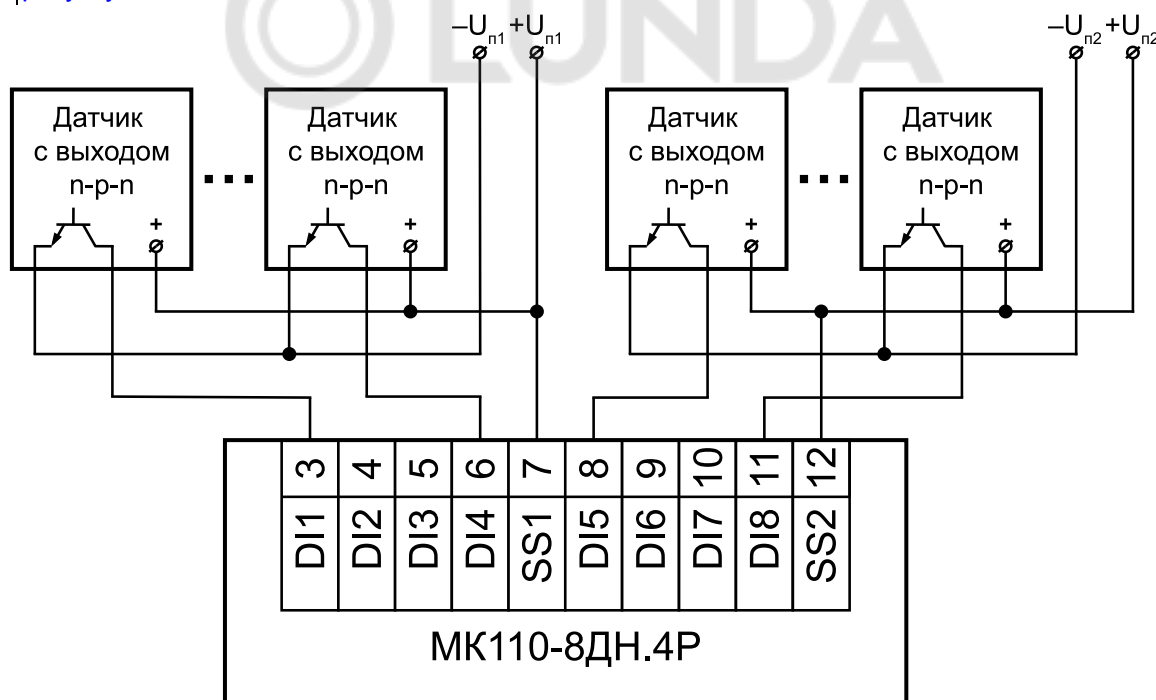 LUNDA
–Uп1 +Uп1
–Uп2 +Uп2
Датчик
с выходом
n-p-n
+
Датчик
с выходом
n-p-n
+
Датчик
с выходом
n-p-n
+
Датчик
с выходом
n-p-n
+
3 4 5 6 7 8 9 10 11 12
DI1 DI2 DI3 DI4 SS1 DI5 DI6 DI7 DI8 SS2
МК110-8ДН.4Р